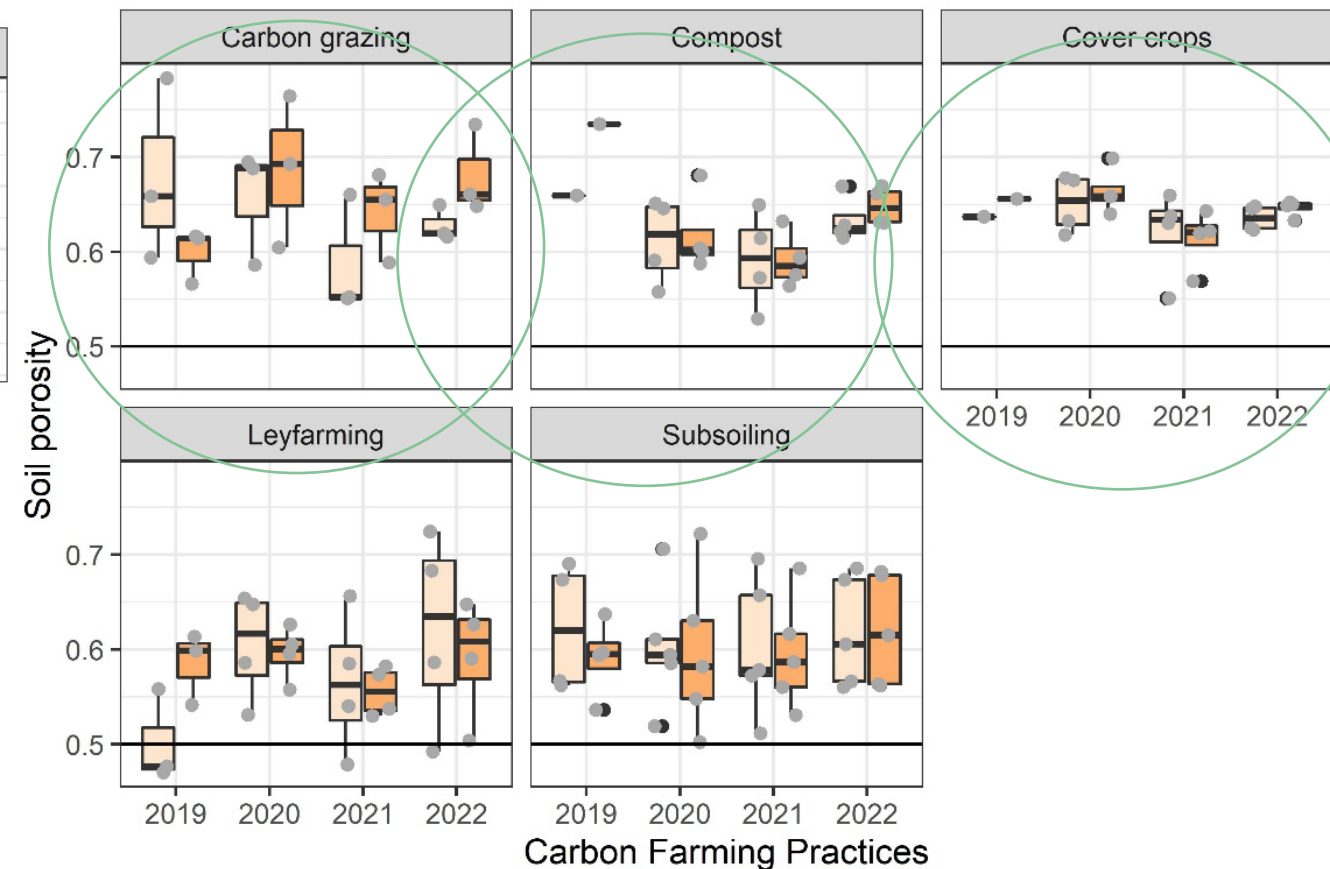 Carbon grazing
Compost
Cover crops
0.7
0.6
0.5
2019 2020 2021 2022
Soil porosity
Leyfarming
Subsoiling
0.7
0.6
0.5
2019 2020 2021 2022
2019 2020 2021 2022
Carbon Farming Practices